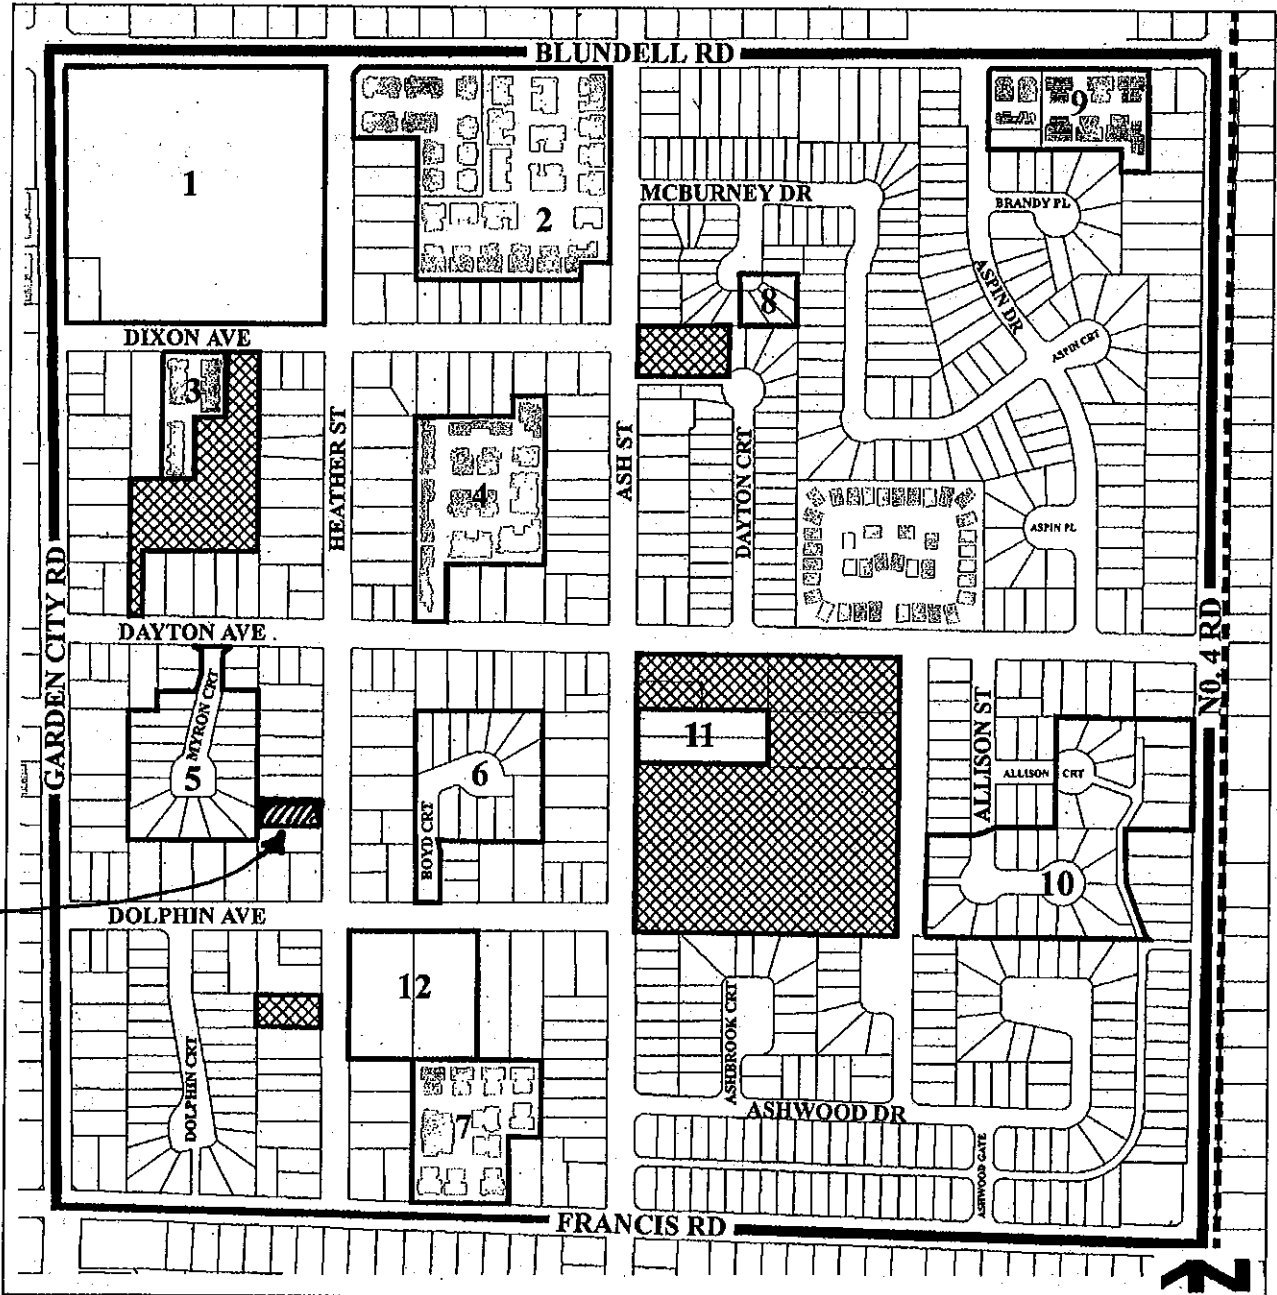 BLUNDELL RD
1
2
9
MCBURNEY DR
BRANDY PL
ASPIN DR
8
DIXON AVE
ASPIN CRT
3
HEATHER ST
4
ASH ST
DAYTON CRT
ASPIN PL
GARDEN CITY RD
DAYTON AVE
NO. 4 RD
MYRON CRT
5
6
11
ALLISON ST
ALLISON CRT
BOYD CRT
10
DOLPHIN AVE
12
ASHBROOK CRT
DOLPHIN CRT
7
ASHWOOD DR
ASHWOOD GATE
FRANCIS RD
N